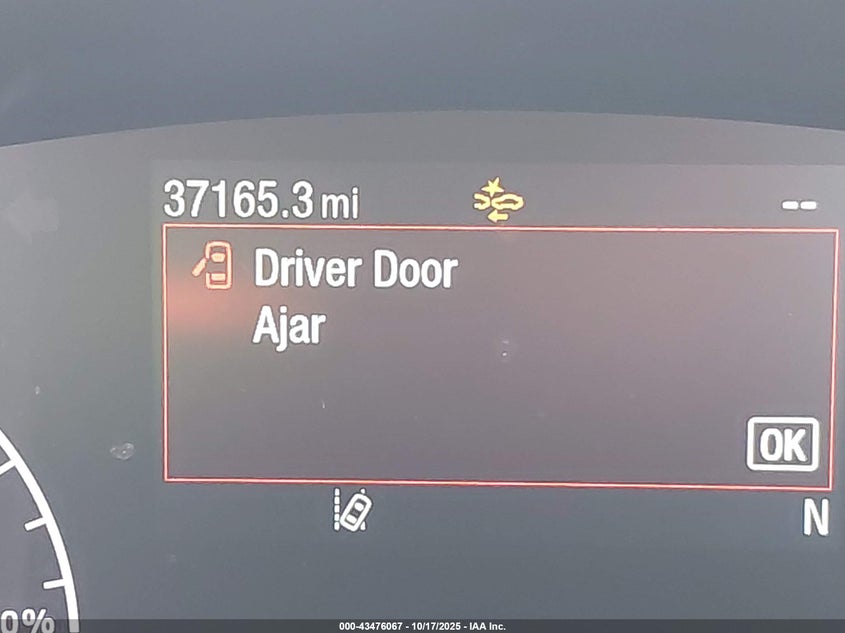 37165.3 mi --
Driver Door
Ajar
OK
N
0%
000-43476067 - 10/17/2025 - IAA Inc.